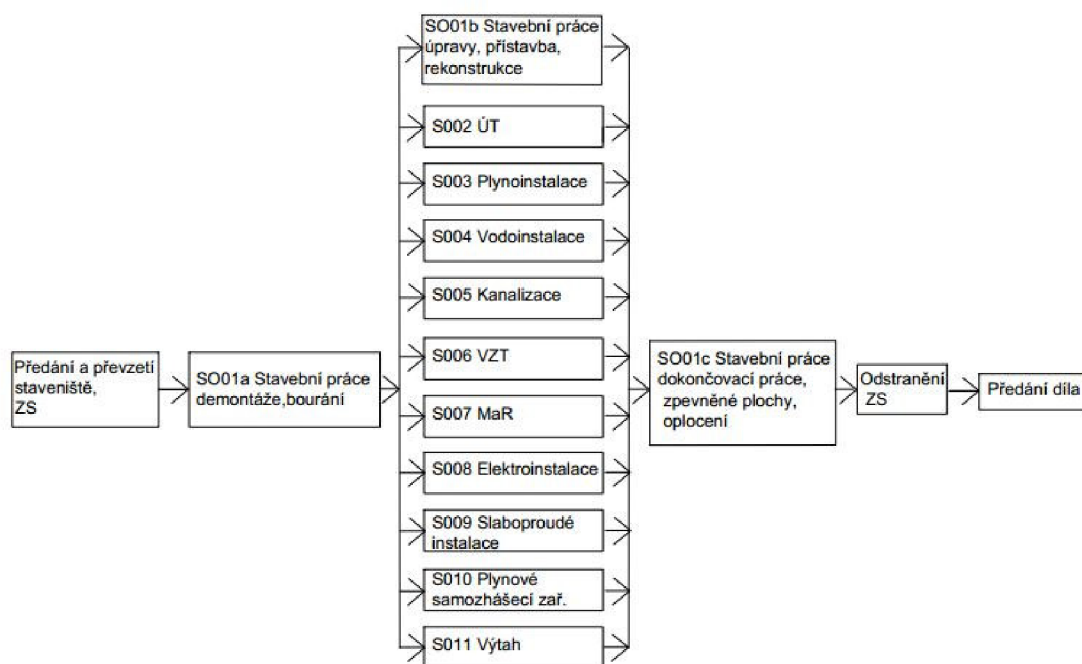 Předání a převzetí
staveniště,
ZS
SO01a Stavební práce
demontáže,bourání
SO01b Stavební práce
úpravy, přístavba,
rekonstrukce
S002 ÚT
S003 Plynoinstalace
S004 Vodoinstalace
S005 Kanalizace
S006 VZT
S007 MaR
S008 Elektroinstalace
S009 Slaboproudé
instalace
S010 Plynové
samozhášecí zař.
S011 Výtah
SO01c Stavební práce
dokončovací práce,
zpevněné plochy,
oplocení
Odstranění
ZS
Předání díla